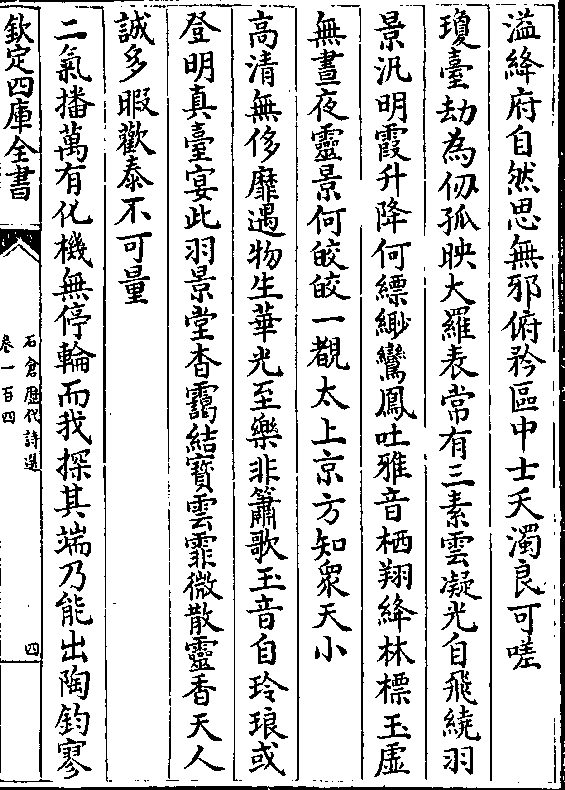 溢絳府自然思無邪俯矜區中士夭濁良可嗟
瓊臺劫為仭孤映大羅表常有三素雲凝光自飛繞羽
景汎明霞升降何縹緲鸞鳳吐雅音栖翔絳林標玉虛
無晝夜靈景何皎皎一覩太上京方知衆天小
高清無侈靡遇物生華光至樂非簫歌玉音自玲琅或
登明真臺宴此羽景堂杳靄結寶雲霏微散靈香天人
誠多暇歡泰不可量
二氣播萬有化機無停輪而我探其端乃能出陶鈞寥
欽定四庫全書
石倉歷代詩選
卷一百四
四